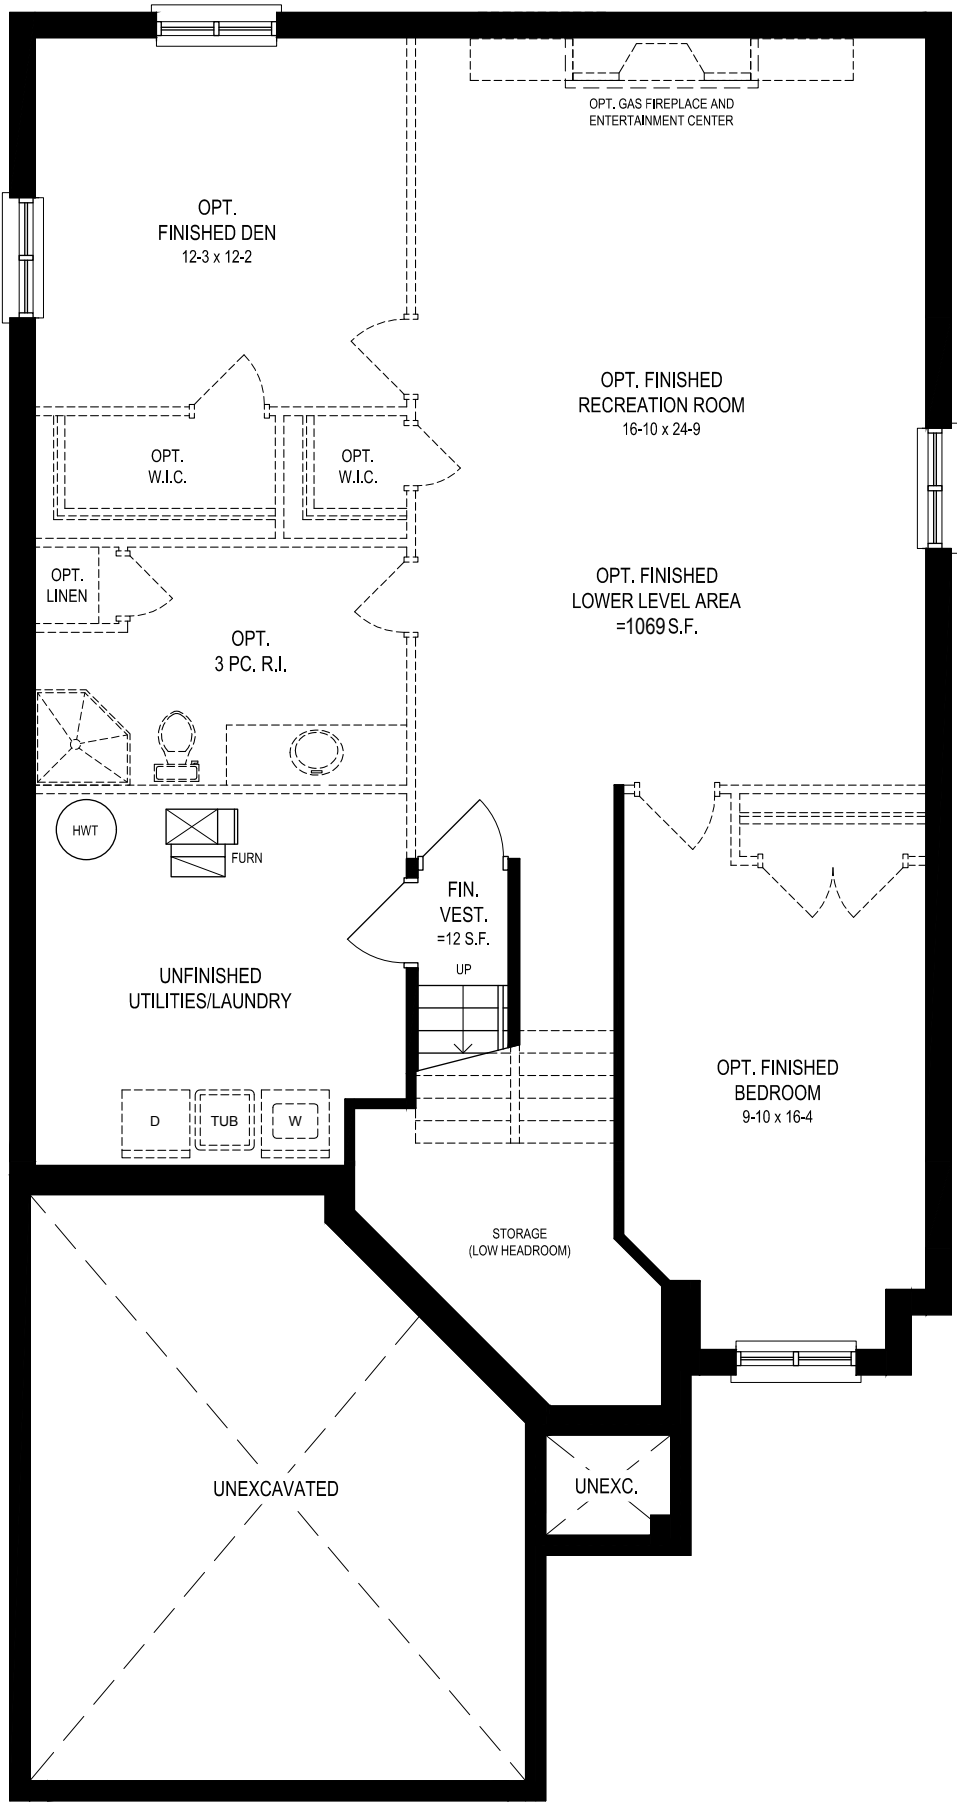 OPT. GAS FIREPLACE AND
ENTERTAINMENT CENTER
OPT.
FINISHED DEN
12-3 x 12-2
OPT. FINISHED
RECREATION ROOM
16-10 x 24-9
OPT.
W.I.C.
OPT.
W.I.C.
OPT.
LINEN
OPT. FINISHED
LOWER LEVEL AREA
=1069 S.F.
OPT.
3 PC. R.I.
HWT
FURN
FIN.
VEST.
=12 S.F.
UP
UNFINISHED
UTILITIES/LAUNDRY
OPT. FINISHED
BEDROOM
9-10 x 16-4
D
TUB
W
STORAGE
(LOW HEADROOM)
UNEXCAVATED
UNEXC.